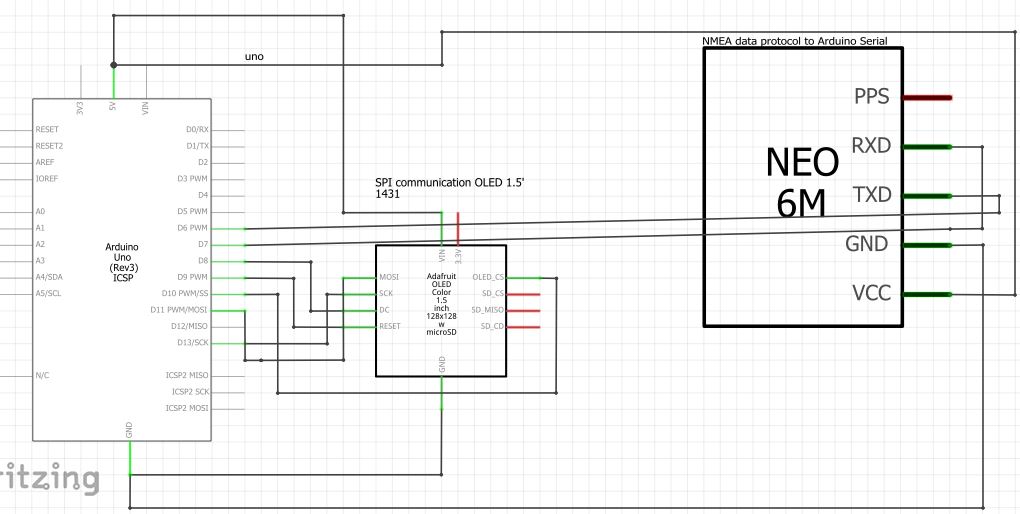 NMEA data protocol to Arduino Serial
uno
3V3
5V
VIN
RESET
RESET2
AREF
IOREF
A0
A1
A2
A3
A4/SDA
A5/SCL
N/C
Arduino
Uno
(Rev3)
ICSP
D0/RX
D1/TX
D2
D3 PWM
D4
D5 PWM
D6 PWM
D7
D8
D9 PWM
D10 PWM/SS
D11 PWM/MOSI
D12/MISO
D13/SCK
ICSP2 MISO
ICSP2 SCK
ICSP2 MOSI
GND
SPI communication OLED 1.5'
1431
VIN
3.3V
MOSI
SCK
DC
RESET
Adafruit
OLED
Color
1.5
inch
128x128
w
microSD
OLED_CS
SD_CS
SD_MISO
SD_CD
GND
NEO
6M
PPS
RXD
TXD
GND
VCC
ritzing